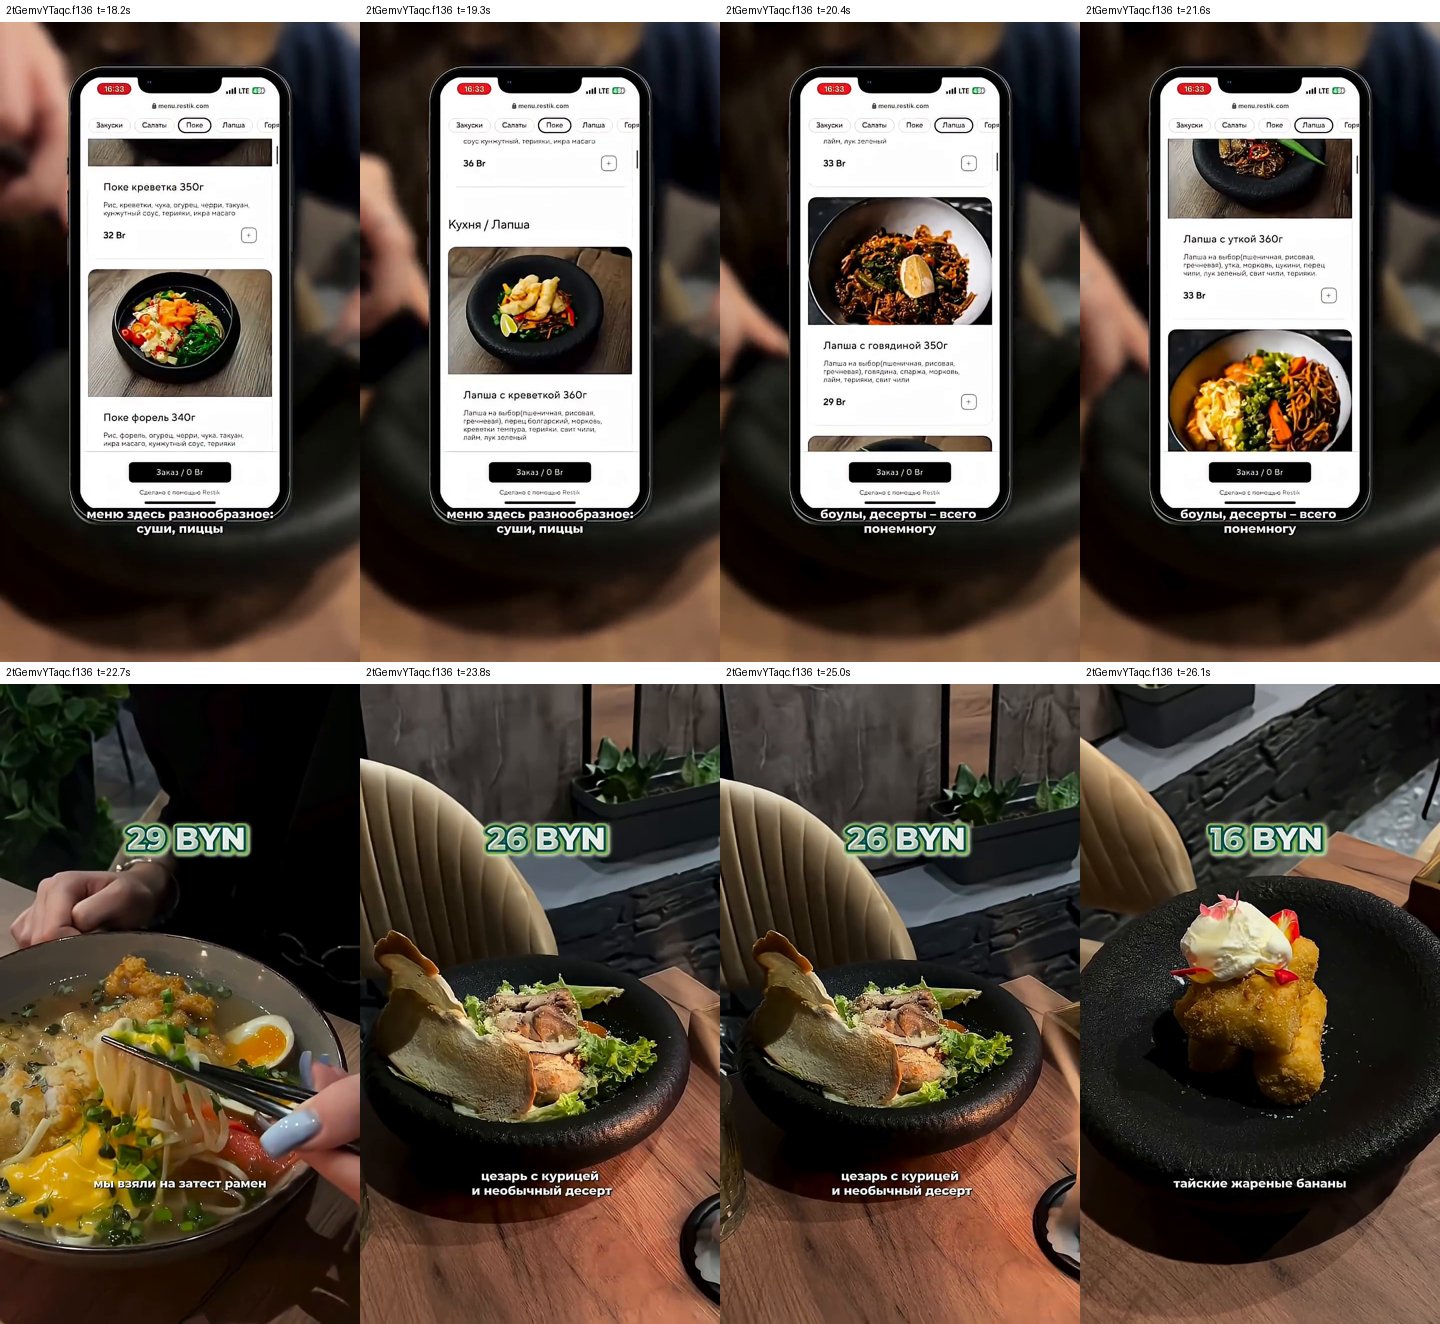 2tGemvYTaqc.f136 t=18.2s
16:33
LTE
menu.restik.com
Закуски
Салаты
Поке
Лапша
Горя
Поке креветка 350г
Рис, креветки, чука, огурец, черри, такуан,
кунжутный соус, терияки, икра масаго
32 Br
+
Поке форель 340г
Рис, форель, огурец, черри, чука, такуан,
икра масаго, кунжутный соус, терияки
Заказ / 0 Br
Сделано с помощью Restik
меню здесь разнообразное:
суши, пиццы
2tGemvYTaqc.f136 t=19.3s
16:33
LTE
menu.restik.com
Закуски
Салаты
Поке
Лапша
Горя
соус кунжутный, терияки, икра масаго
36 Br
+
Кухня / Лапша
Лапша с креветкой 360г
Лапша на выбор(пшеничная, рисовая,
гречневая), перец болгарский, морковь,
креветки темпура, терияки, свит чили,
лайм, лук зеленый
Заказ / 0 Br
Сделано с помощью Restik
меню здесь разнообразное:
суши, пиццы
2tGemvYTaqc.f136 t=20.4s
16:33
LTE
menu.restik.com
Закуски
Салаты
Поке
Лапша
Горя
лайм, лук зеленый
33 Br
+
Лапша с говядиной 350г
Лапша на выбор(пшеничная, рисовая,
гречневая), говядина, спаржа, морковь,
лайм, терияки, свит чили
29 Br
+
Заказ / 0 Br
Сделано с помощью Restik
боулы, десерты – всего
понемногу
2tGemvYTaqc.f136 t=21.6s
16:33
LTE
menu.restik.com
Закуски
Салаты
Поке
Лапша
Горя
Лапша с уткой 360г
Лапша на выбор(пшеничная, рисовая,
гречневая), утка, морковь, цукини, перец
чили, лук зеленый, свит чили, терияки
33 Br
+
Заказ / 0 Br
Сделано с помощью Restik
боулы, десерты – всего
понемногу
2tGemvYTaqc.f136 t=22.7s
29 BYN
мы взяли на затест рамен
2tGemvYTaqc.f136 t=23.8s
26 BYN
цезарь с курицей
и необычный десерт
2tGemvYTaqc.f136 t=25.0s
26 BYN
цезарь с курицей
и необычный десерт
2tGemvYTaqc.f136 t=26.1s
16 BYN
тайские жареные бананы